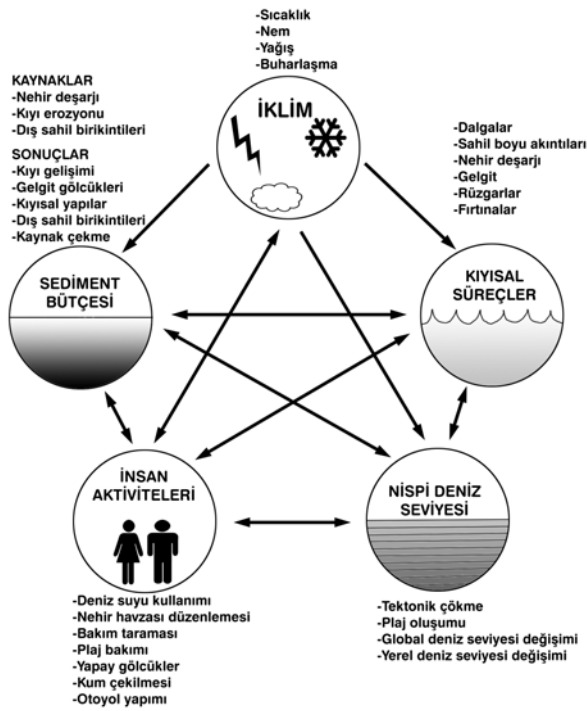 -Sıcaklık
-Nem
-Yağış
-Buharlaşma
İKLİM
KAYNAKLAR
-Nehir deşarjı
-Kıyı erozyonu
-Dış sahil birikintileri
SONUÇLAR
-Kıyı gelişimi
-Gelgit gölcükleri
-Kıyısal yapılar
-Dış sahil birikintileri
-Kaynak çekme
SEDİMENT
BÜTÇESİ
-Dalgalar
-Sahil boyu akıntıları
-Nehir deşarjı
-Gelgit
-Rüzgarlar
-Fırtınalar
KIYISAL
SÜREÇLER
İNSAN
AKTİVİTELERİ
-Deniz suyu kullanımı
-Nehir havzası düzenlemesi
-Bakım taraması
-Plaj bakımı
-Yapay gölcükler
-Kum çekilmesi
-Otoyol yapımı
NİSPİ DENİZ
SEVİYESİ
-Tektonik çökme
-Plaj oluşumu
-Global deniz seviyesi değişimi
-Yerel deniz seviyesi değişimi